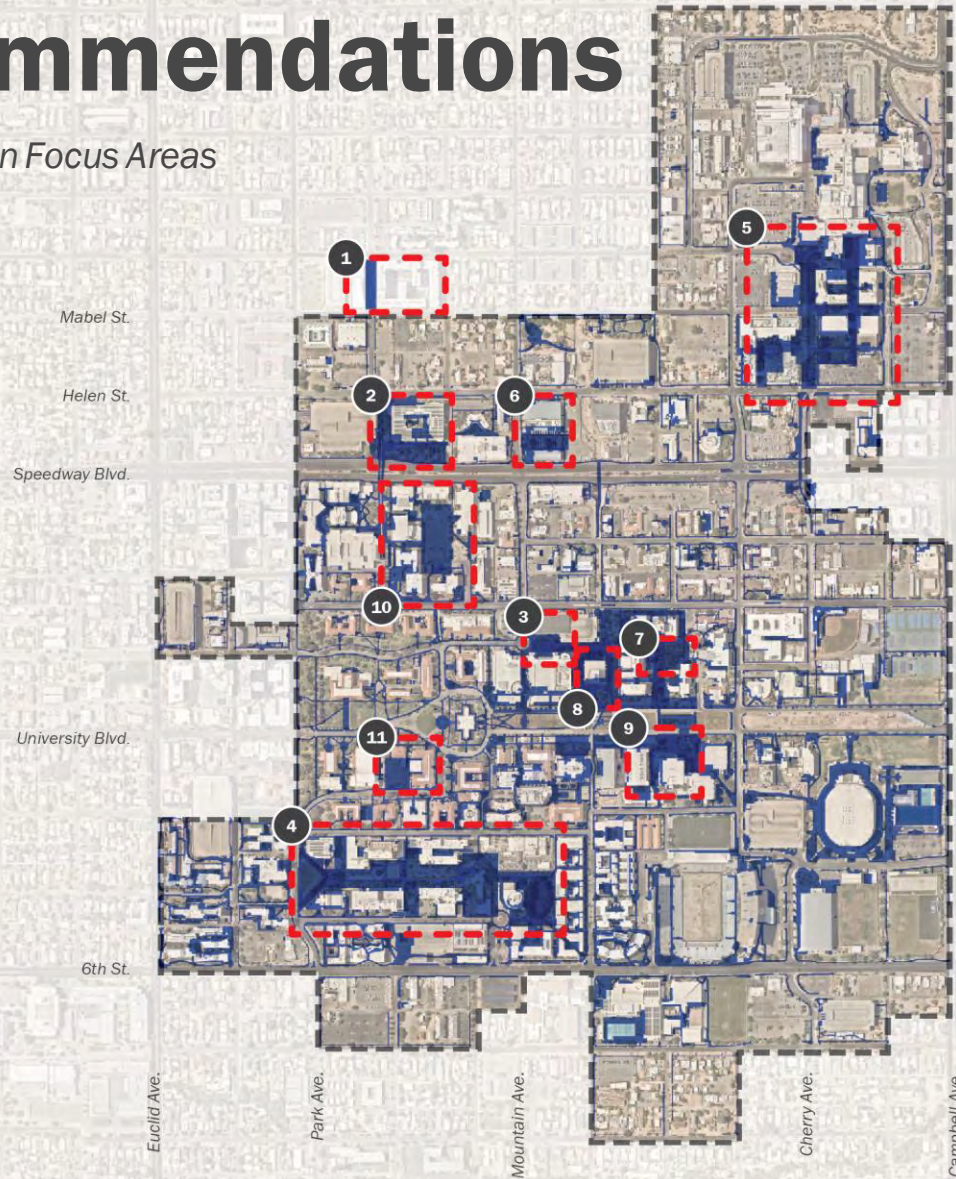 mmendations
n Focus Areas
5
1
Mabel St.
Helen St.
2
6
Speedway Blvd.
10
3
7
8
University Blvd.
11
9
4
6th St.
Euclid Ave.
Park Ave.
Mountain Ave.
Cherry Ave.
Campbell Ave.